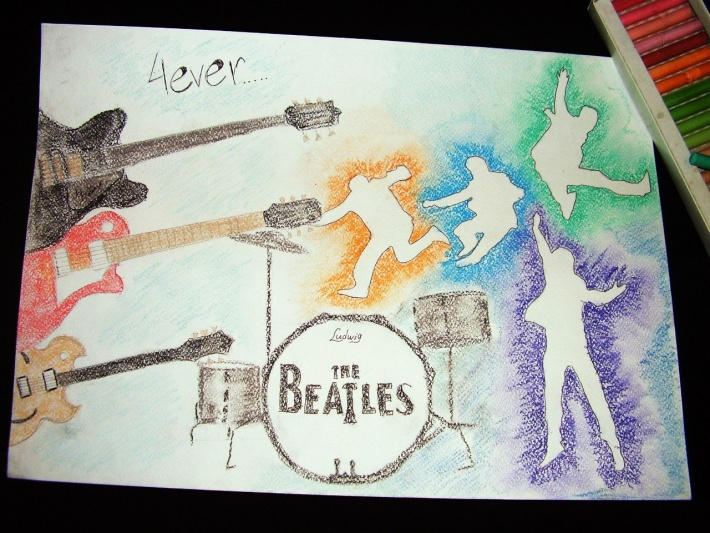 4ever.....
Ludwig
THE
BEATLES